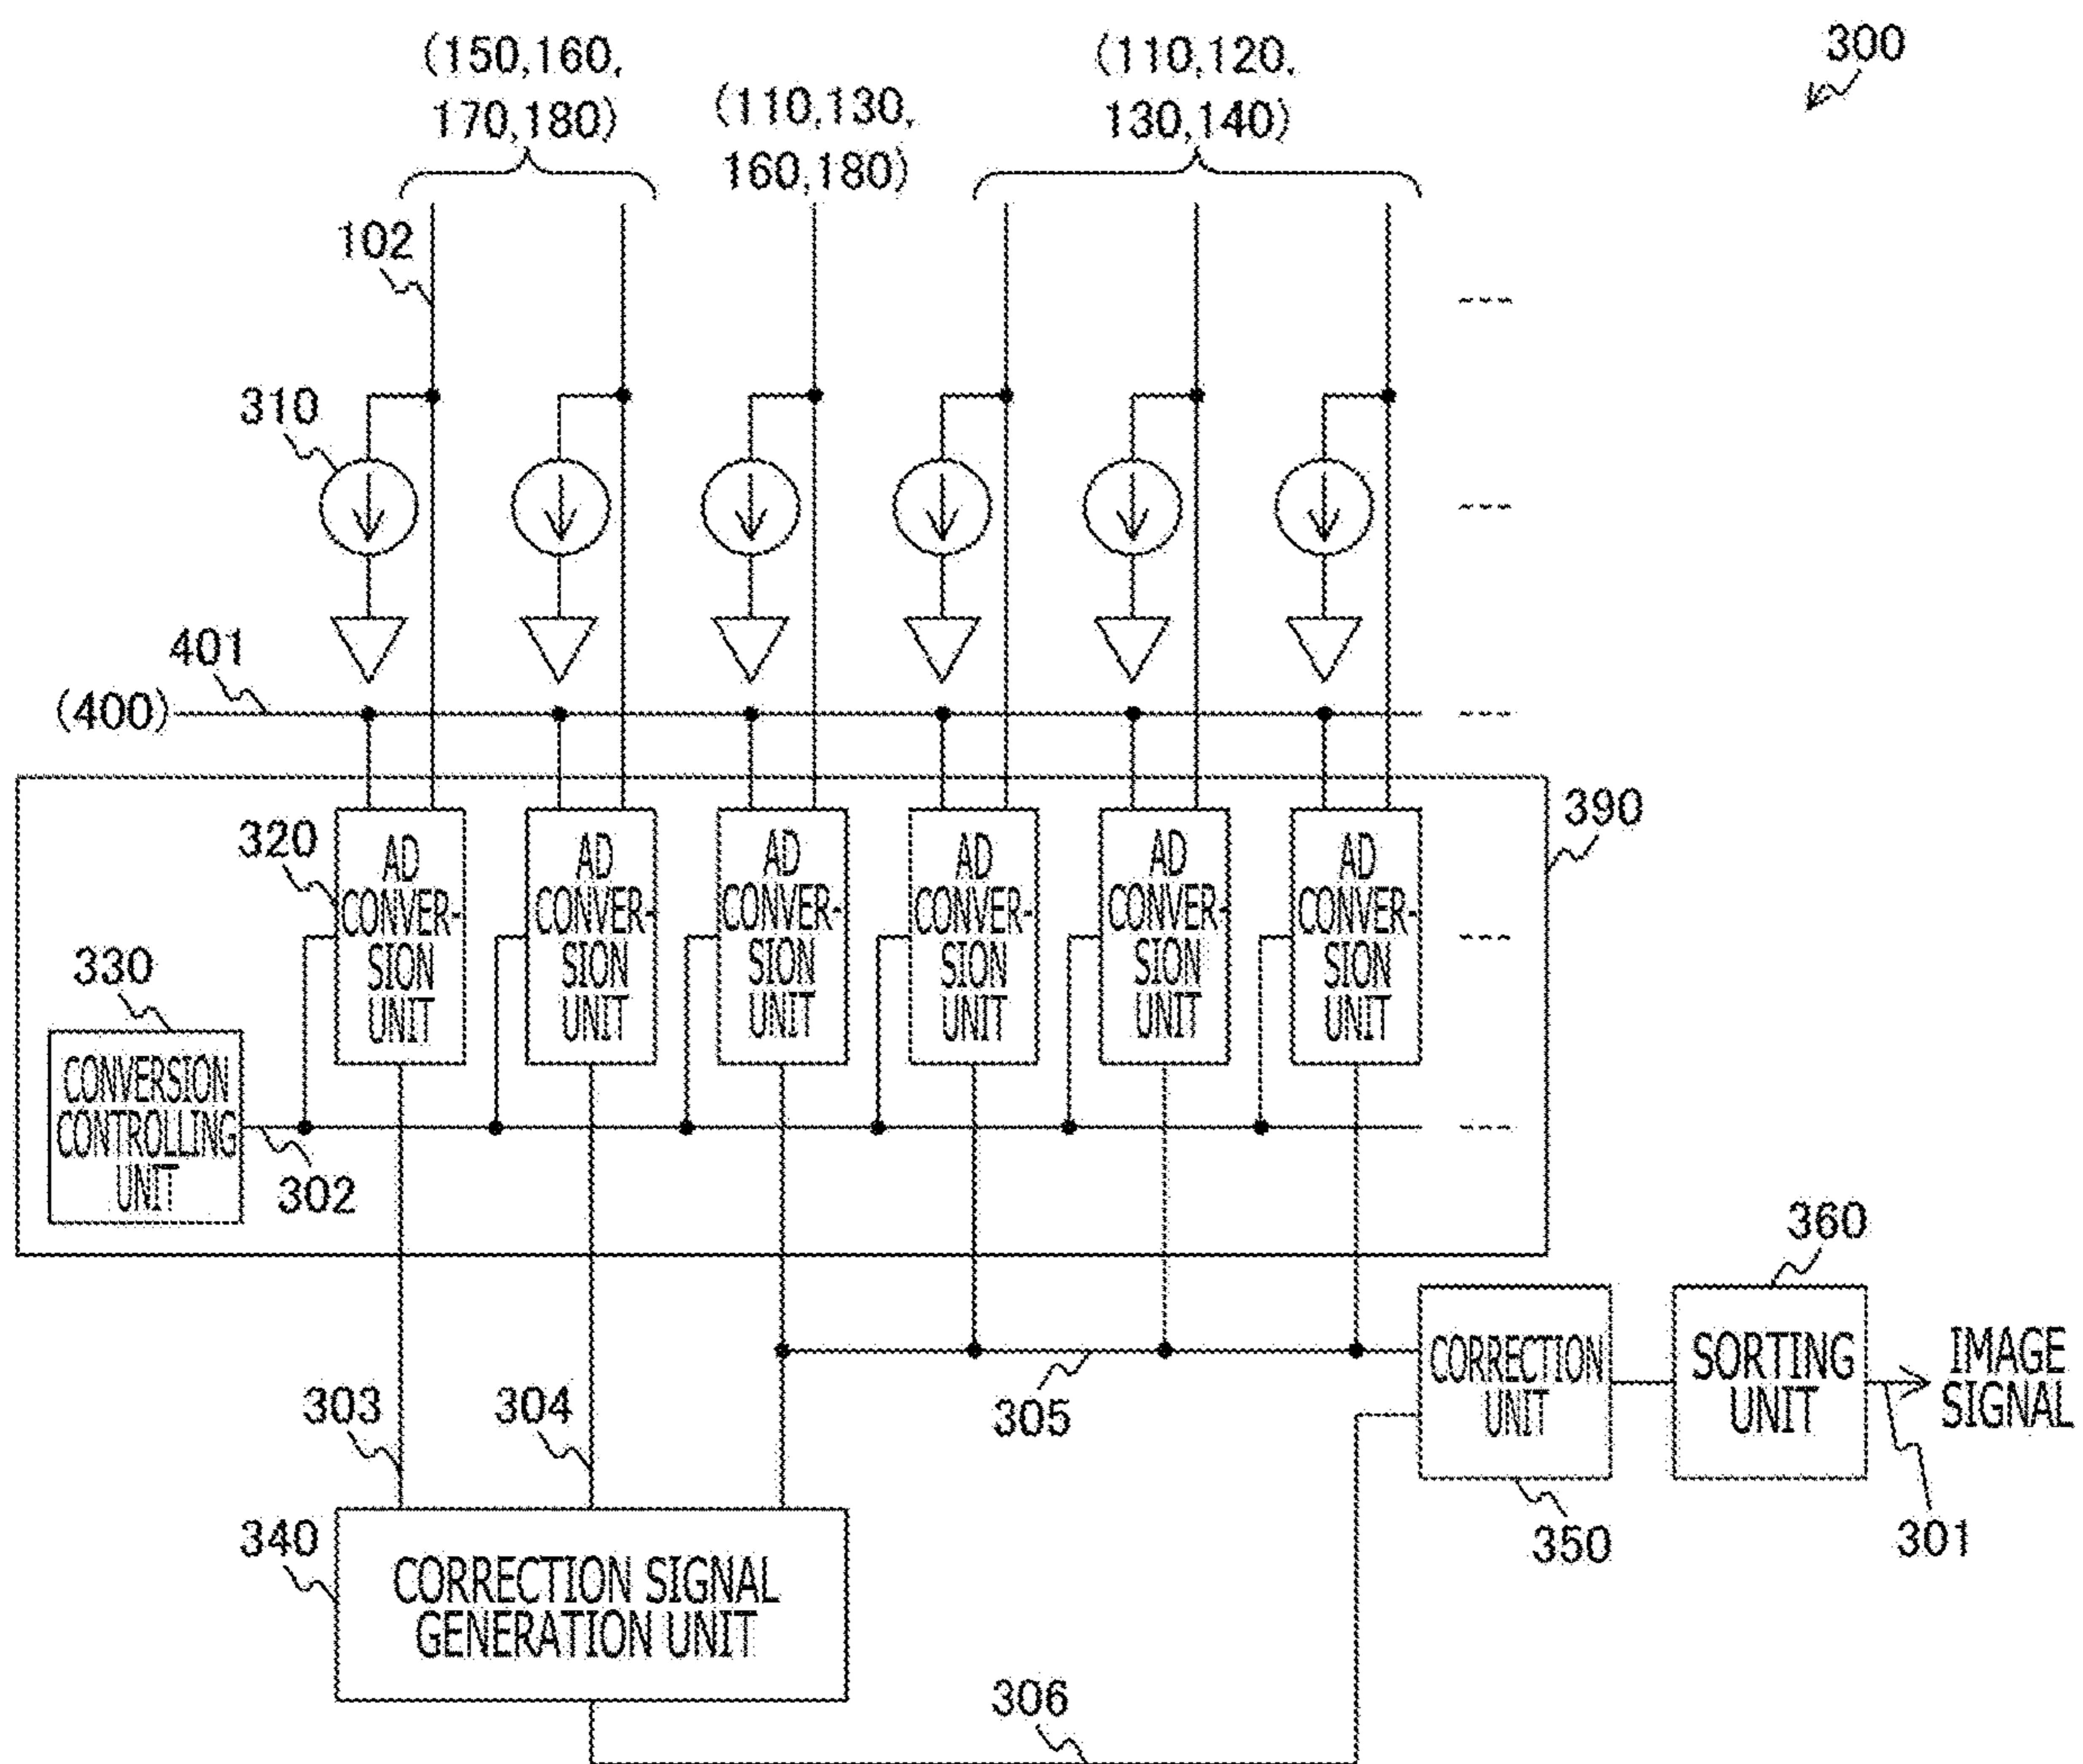 300
(150,160,
170,180)
(110,130,
160,180)
(110,120,
130,140)
102
310
401
(400)
390
320
AD
CONVER-
SION
UNIT
AD
CONVER-
SION
UNIT
AD
CONVER-
SION
UNIT
AD
CONVER-
SION
UNIT
AD
CONVER-
SION
UNIT
AD
CONVER-
SION
UNIT
330
CONVERSION
CONTROLLING
UNIT
302
360
303
304
305
CORRECTION
UNIT
SORTING
UNIT
IMAGE
SIGNAL
350
301
340
CORRECTION SIGNAL
GENERATION UNIT
306